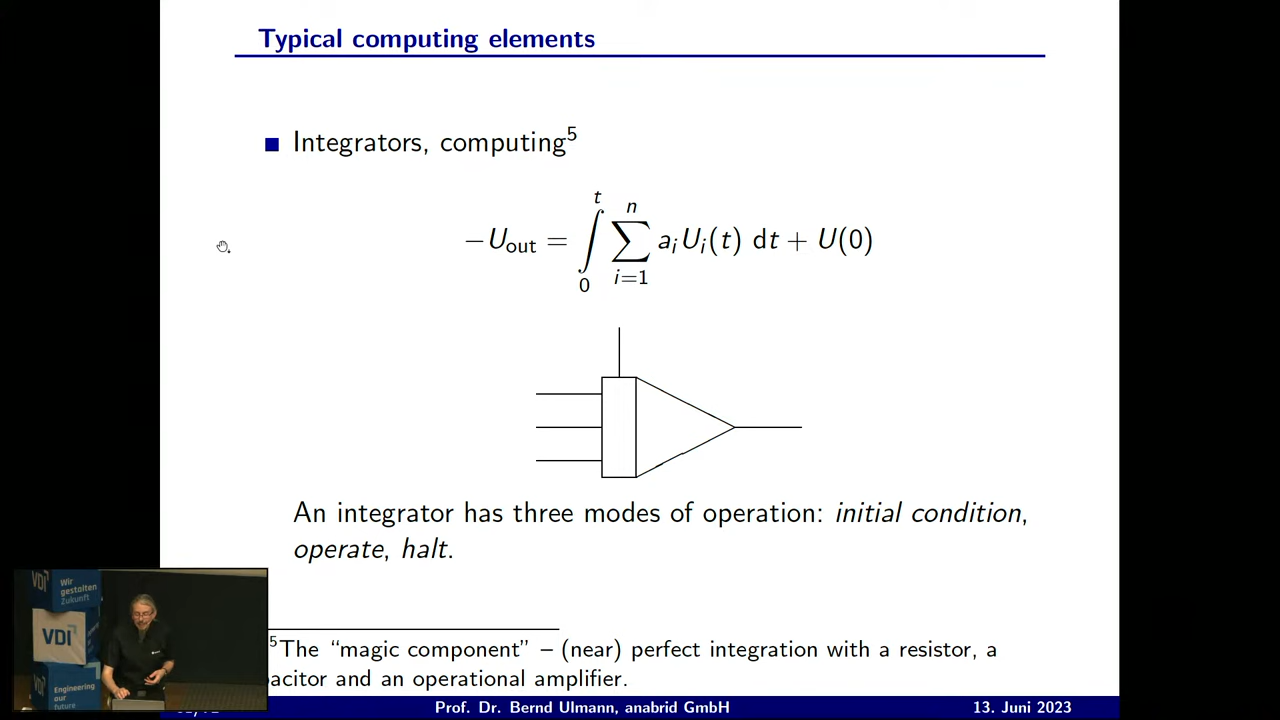 Typical computing elements
Integrators, computing⁵
t n
−U_out = ∫ ∑ a_i U_i(t) dt + U(0)
0 i=1
An integrator has three modes of operation: initial condition,
operate, halt.
⁵The “magic component” – (near) perfect integration with a resistor, a
pacitor and an operational amplifier.
Prof. Dr. Bernd Ulmann, anabrid GmbH 13. Juni 2023
VDI
Wir
gestalten
Zukunft
VDI
Engineering
our
future